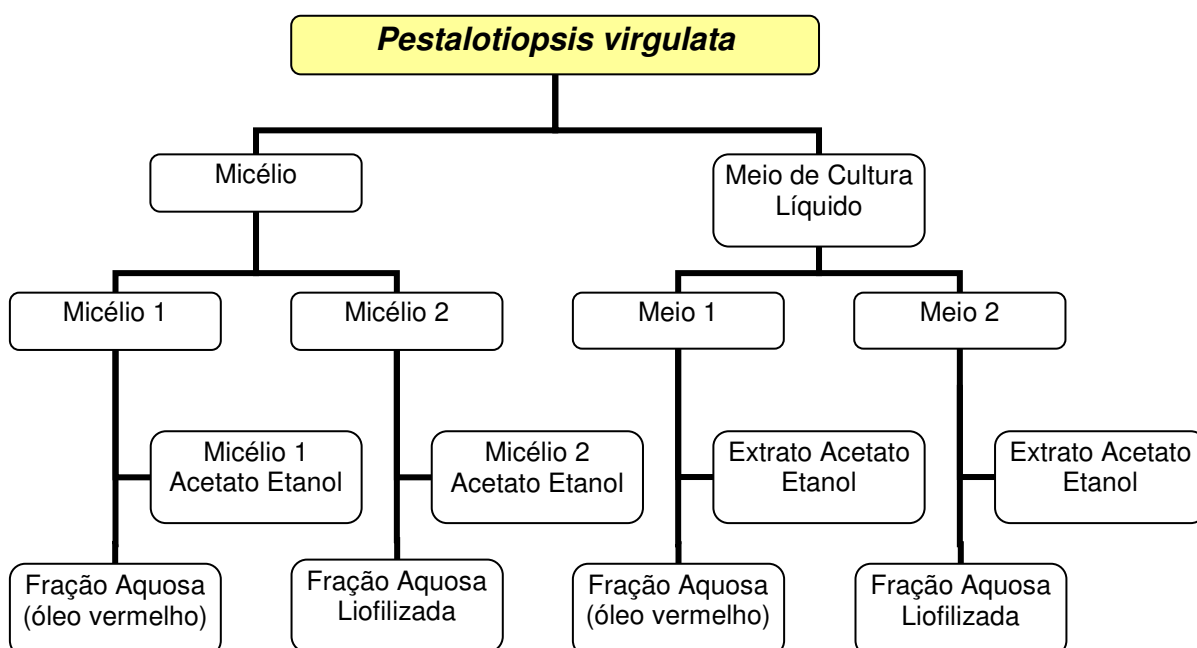 Pestalotiopsis virgulata
Micélio
Meio de Cultura
Líquido
Micélio 1
Micélio 2
Meio 1
Meio 2
Micélio 1
Acetato Etanol
Micélio 2
Acetato Etanol
Extrato Acetato
Etanol
Extrato Acetato
Etanol
Fração Aquosa
(óleo vermelho)
Fração Aquosa
Liofilizada
Fração Aquosa
(óleo vermelho)
Fração Aquosa
Liofilizada